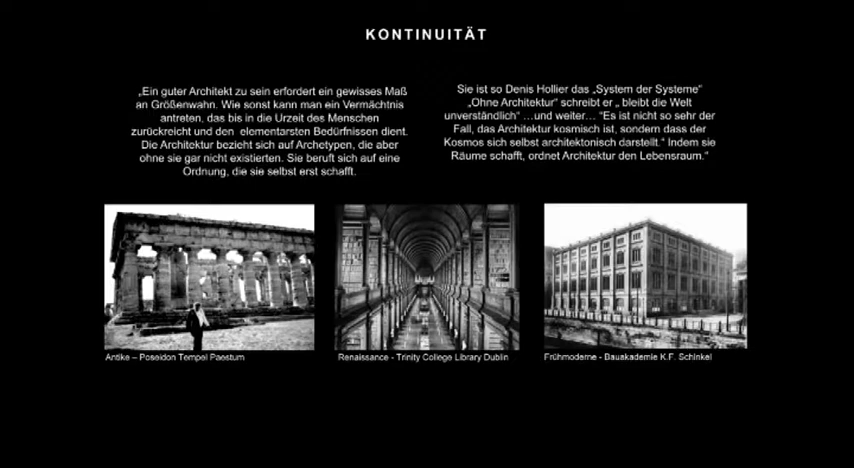 KONTINUITÄT
„Ein guter Architekt zu sein erfordert ein gewisses Maß
an Größenwahn. Wie sonst kann man ein Vermächtnis
antreten, das bis in die Urzeit des Menschen
zurückreicht und den elementarsten Bedürfnissen dient.
Die Architektur bezieht sich auf Archetypen, die aber
ohne sie gar nicht existierten. Sie beruft sich auf eine
Ordnung, die sie selbst erst schafft.
Sie ist so Denis Hollier das „System der Systeme“
„Ohne Architektur“ schreibt er „ bleibt die Welt
unverständlich“ ...und weiter... “Es ist nicht so sehr der
Fall, das Architektur kosmisch ist, sondern dass der
Kosmos sich selbst architektonisch darstellt.“ Indem sie
Räume schafft, ordnet Architektur den Lebensraum.“
Antike – Poseidon Tempel Paestum
Renaissance - Trinity College Library Dublin
Frühmoderne - Bauakademie K.F. Schinkel